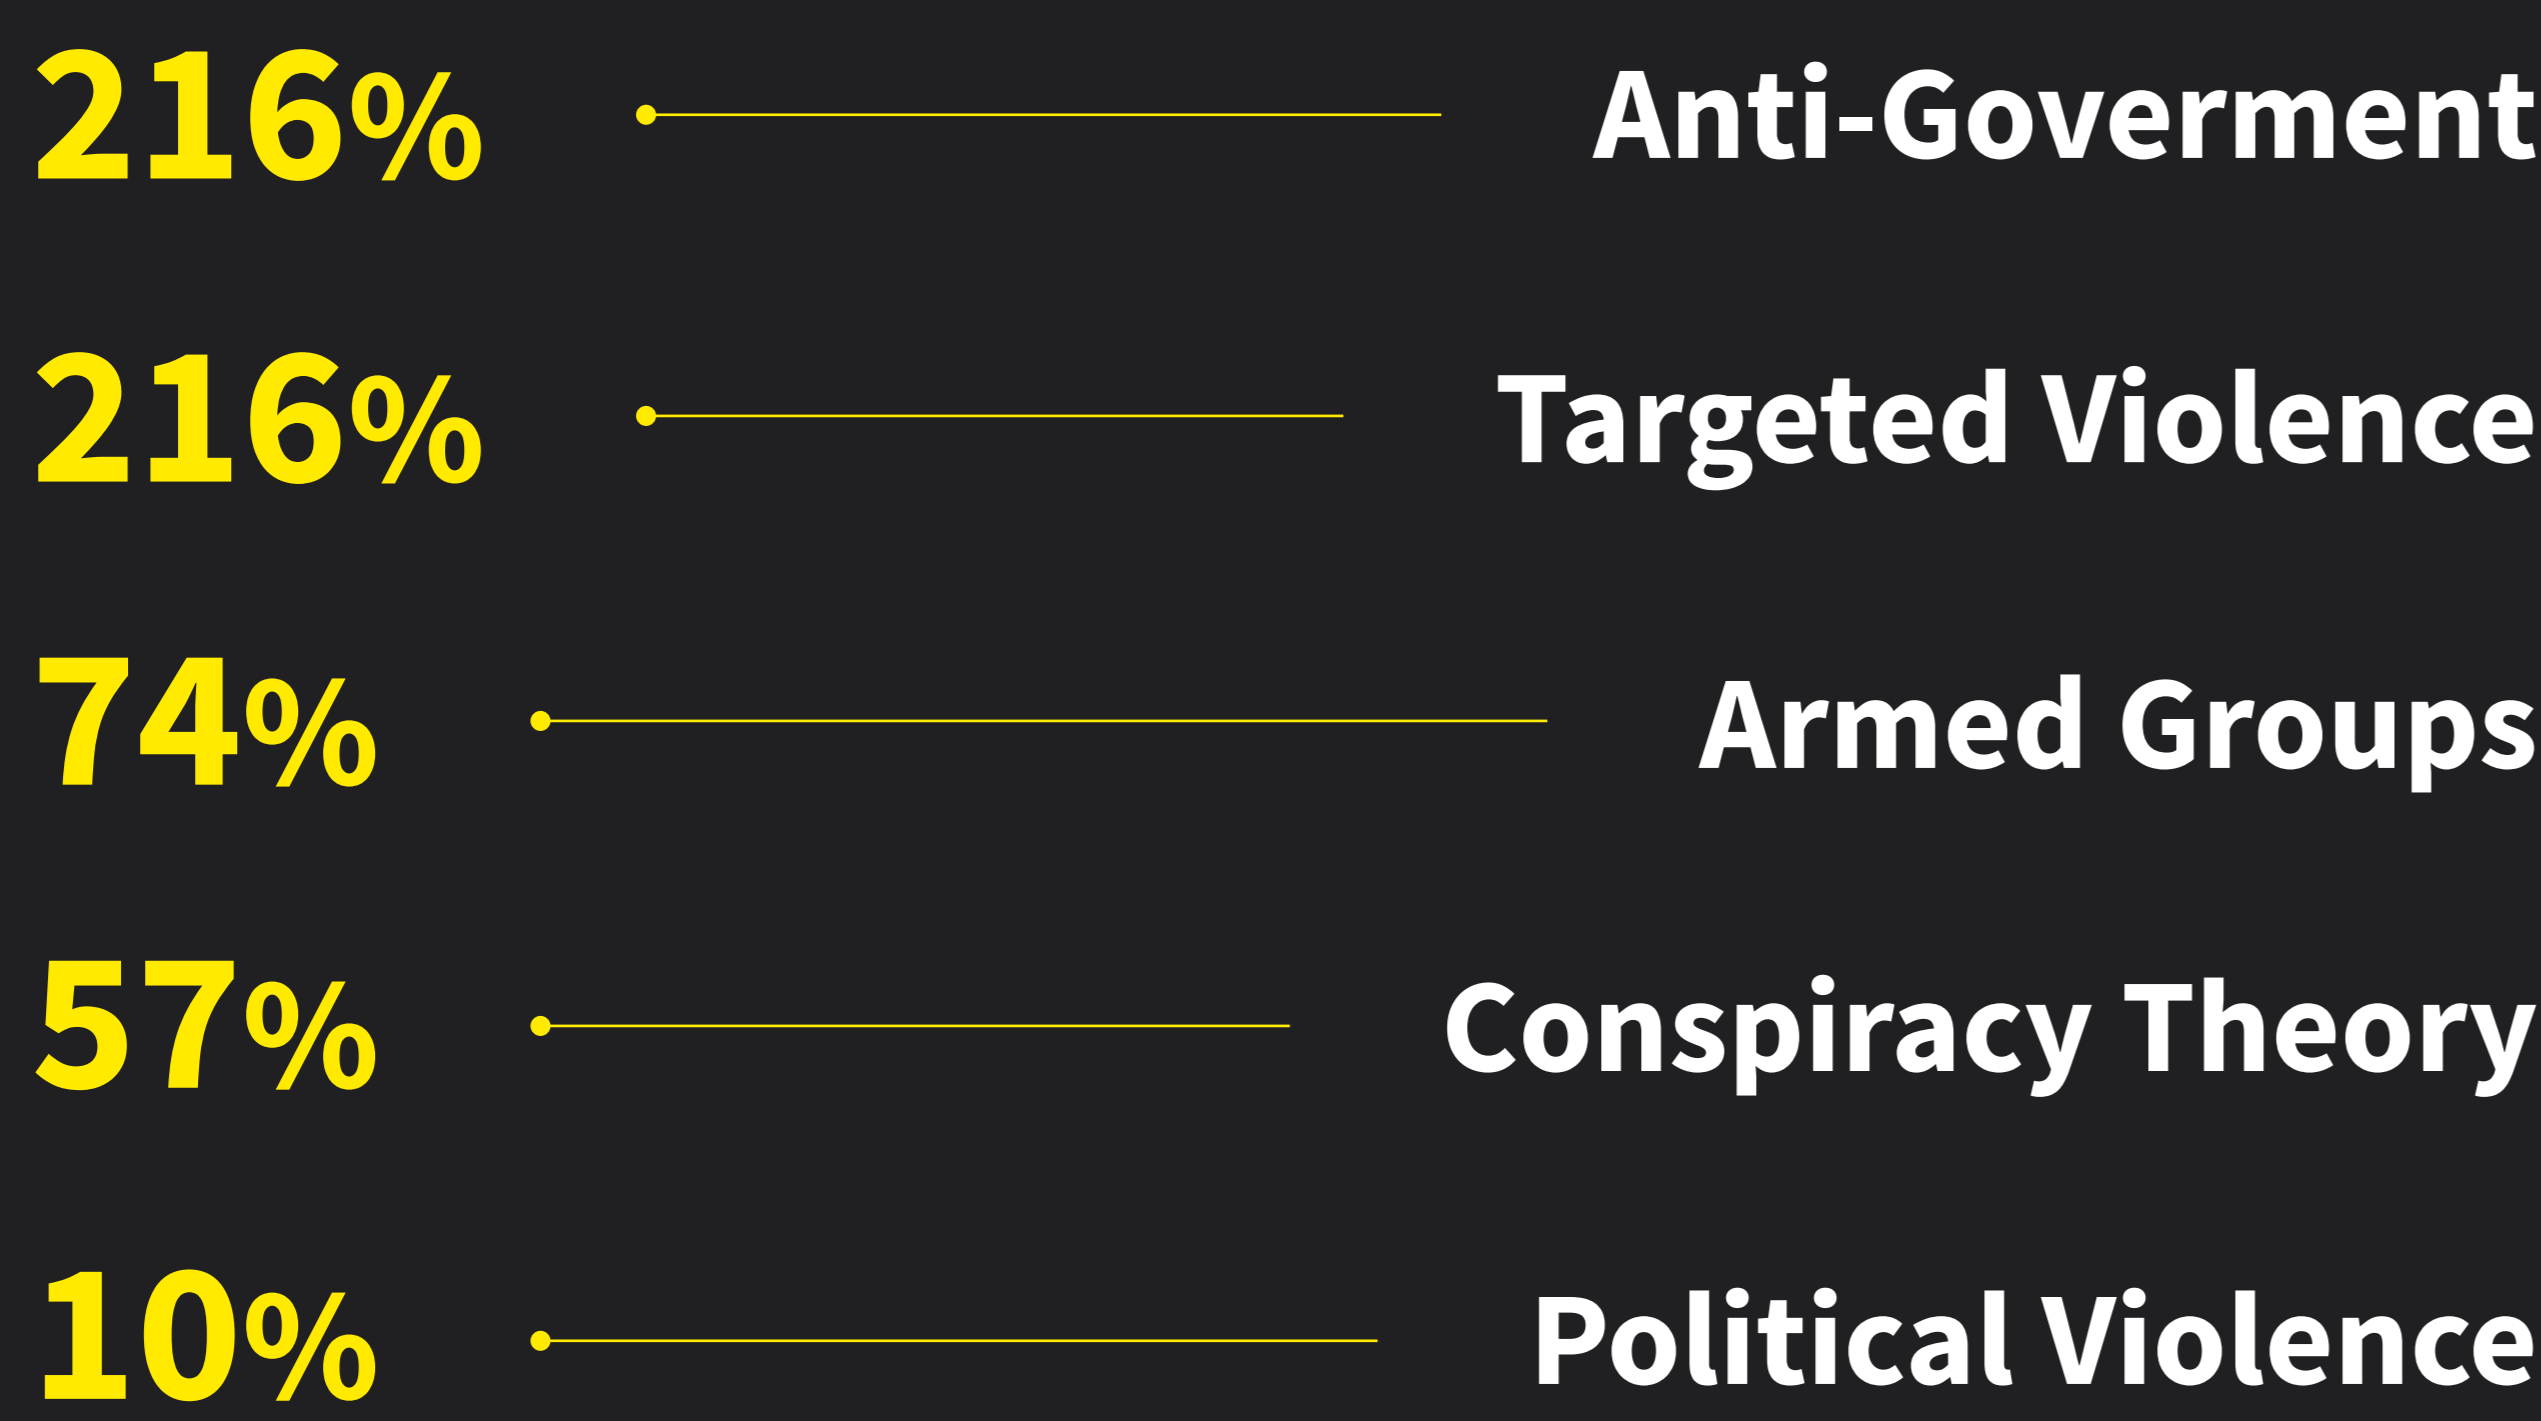 216% Anti-Goverment
216% Targeted Violence
74% Armed Groups
57% Conspiracy Theory
10% Political Violence